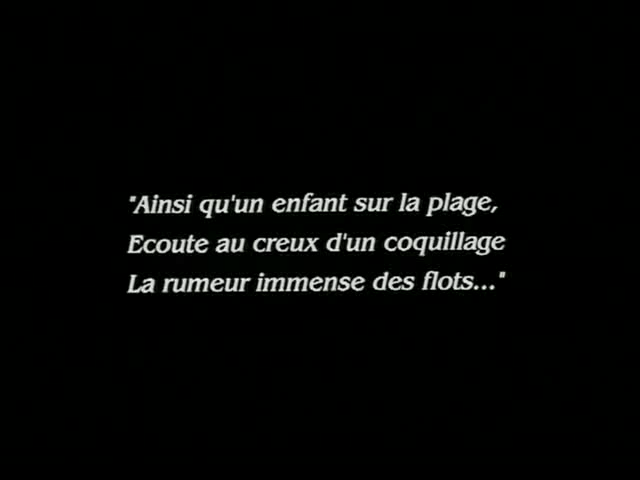 "Ainsi qu'un enfant sur la plage,
Ecoute au creux d'un coquillage
La rumeur immense des flots..."